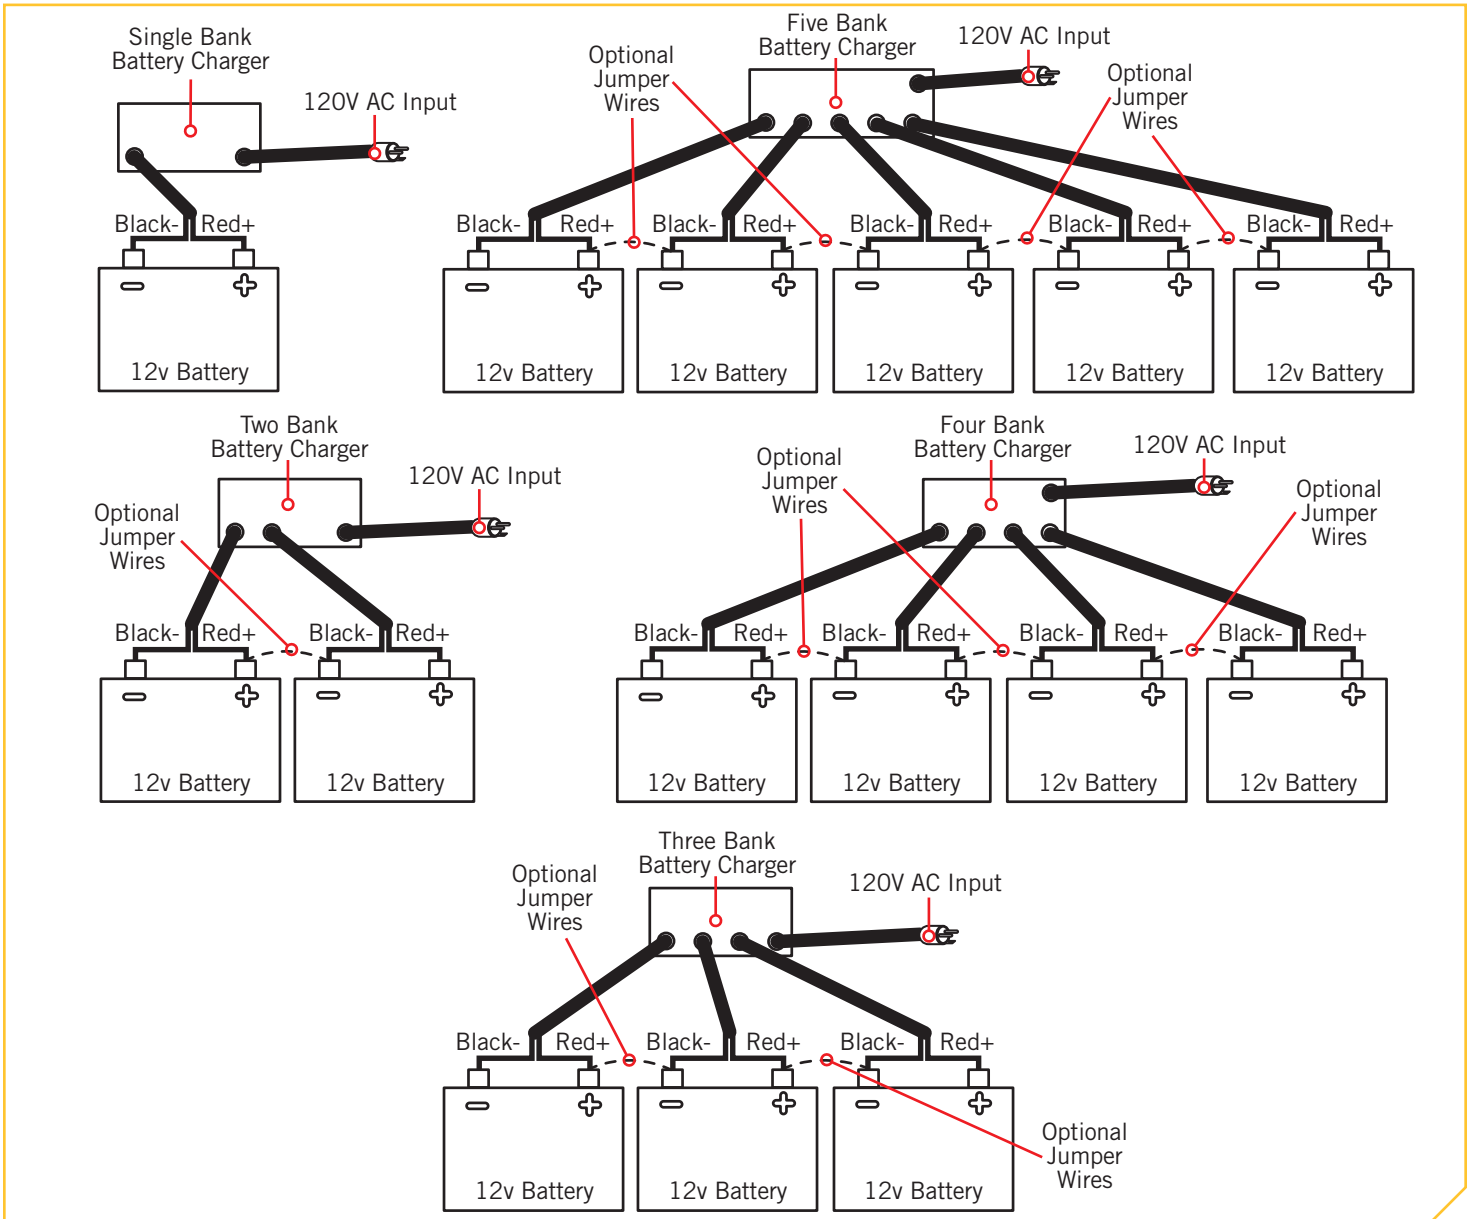 Single Bank
Battery Charger
120V AC Input
Black- Red+
12v Battery
Five Bank
Battery Charger
120V AC Input
Optional
Jumper
Wires
Optional
Jumper
Wires
Black- Red+ Black- Red+ Black- Red+ Black- Red+ Black- Red+
12v Battery 12v Battery 12v Battery 12v Battery 12v Battery
Two Bank
Battery Charger
120V AC Input
Optional
Jumper
Wires
Black- Red+ Black- Red+
12v Battery 12v Battery
Four Bank
Battery Charger
120V AC Input
Optional
Jumper
Wires
Optional
Jumper
Wires
Black- Red+ Black- Red+ Black- Red+ Black- Red+
12v Battery 12v Battery 12v Battery 12v Battery
Three Bank
Battery Charger
120V AC Input
Optional
Jumper
Wires
Black- Red+ Black- Red+ Black- Red+
12v Battery 12v Battery 12v Battery
Optional
Jumper
Wires